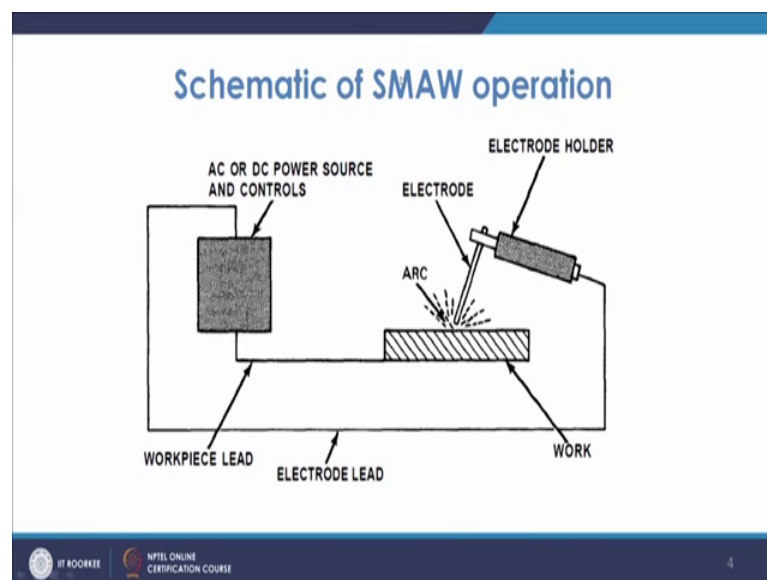 Schematic of SMAW operation
ELECTRODE HOLDER
AC OR DC POWER SOURCE
AND CONTROLS
ELECTRODE
ARC
WORKPIECE LEAD
ELECTRODE LEAD
WORK
IIT ROORKEE
NPTEL ONLINE
CERTIFICATION COURSE
4